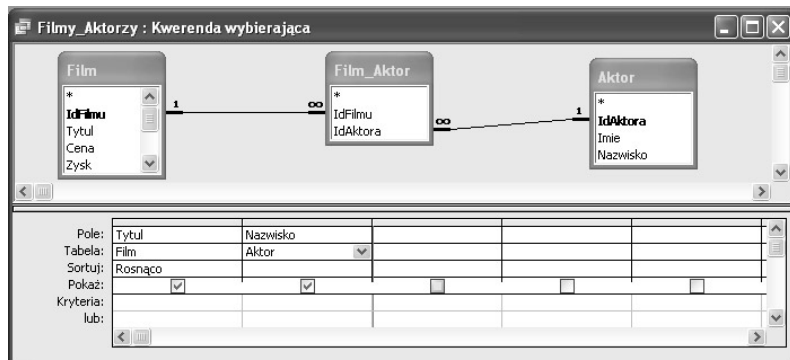 Filmy_Aktorzy : Kwerenda wybierająca
Film
*
IdFilmu
Tytul
Cena
Zysk
1
∞
Film_Aktor
*
IdFilmu
IdAktora
∞
1
Aktor
*
IdAktora
Imie
Nazwisko
Pole: Tytul Nazwisko
Tabela: Film Aktor
Sortuj: Rosnąco
Pokaż:
Kryteria:
lub: